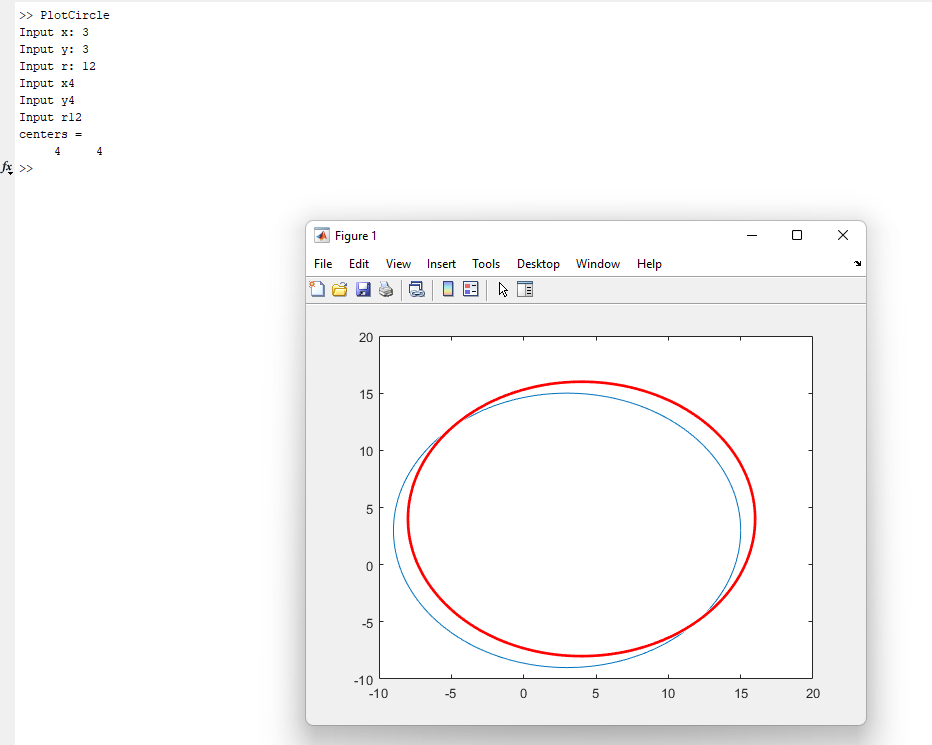 >> PlotCircle
Input x: 3
Input y: 3
Input r: 12
Input x4
Input y4
Input r12
centers =
4 4
fx >>
Figure 1
File Edit View Insert Tools Desktop Window Help
20
15
10
5
0
-5
-10
-10 -5 0 5 10 15 20